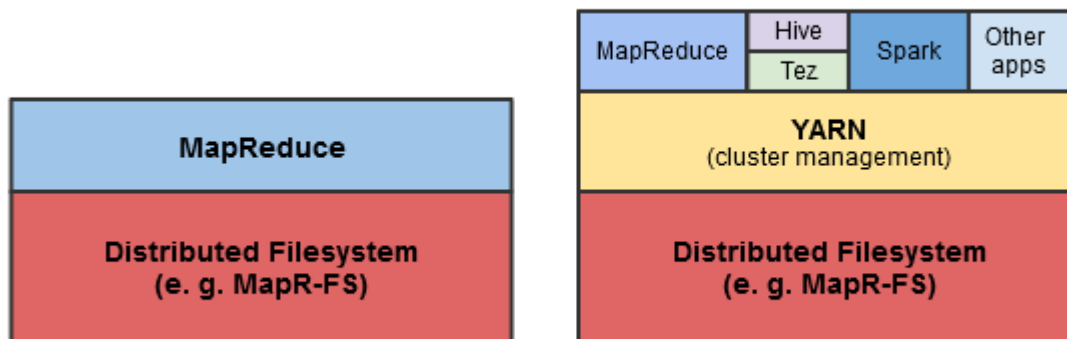 MapReduce
Distributed Filesystem
(e. g. MapR-FS)
MapReduce
Hive
Tez
Spark
Other
apps
YARN
(cluster management)
Distributed Filesystem
(e. g. MapR-FS)